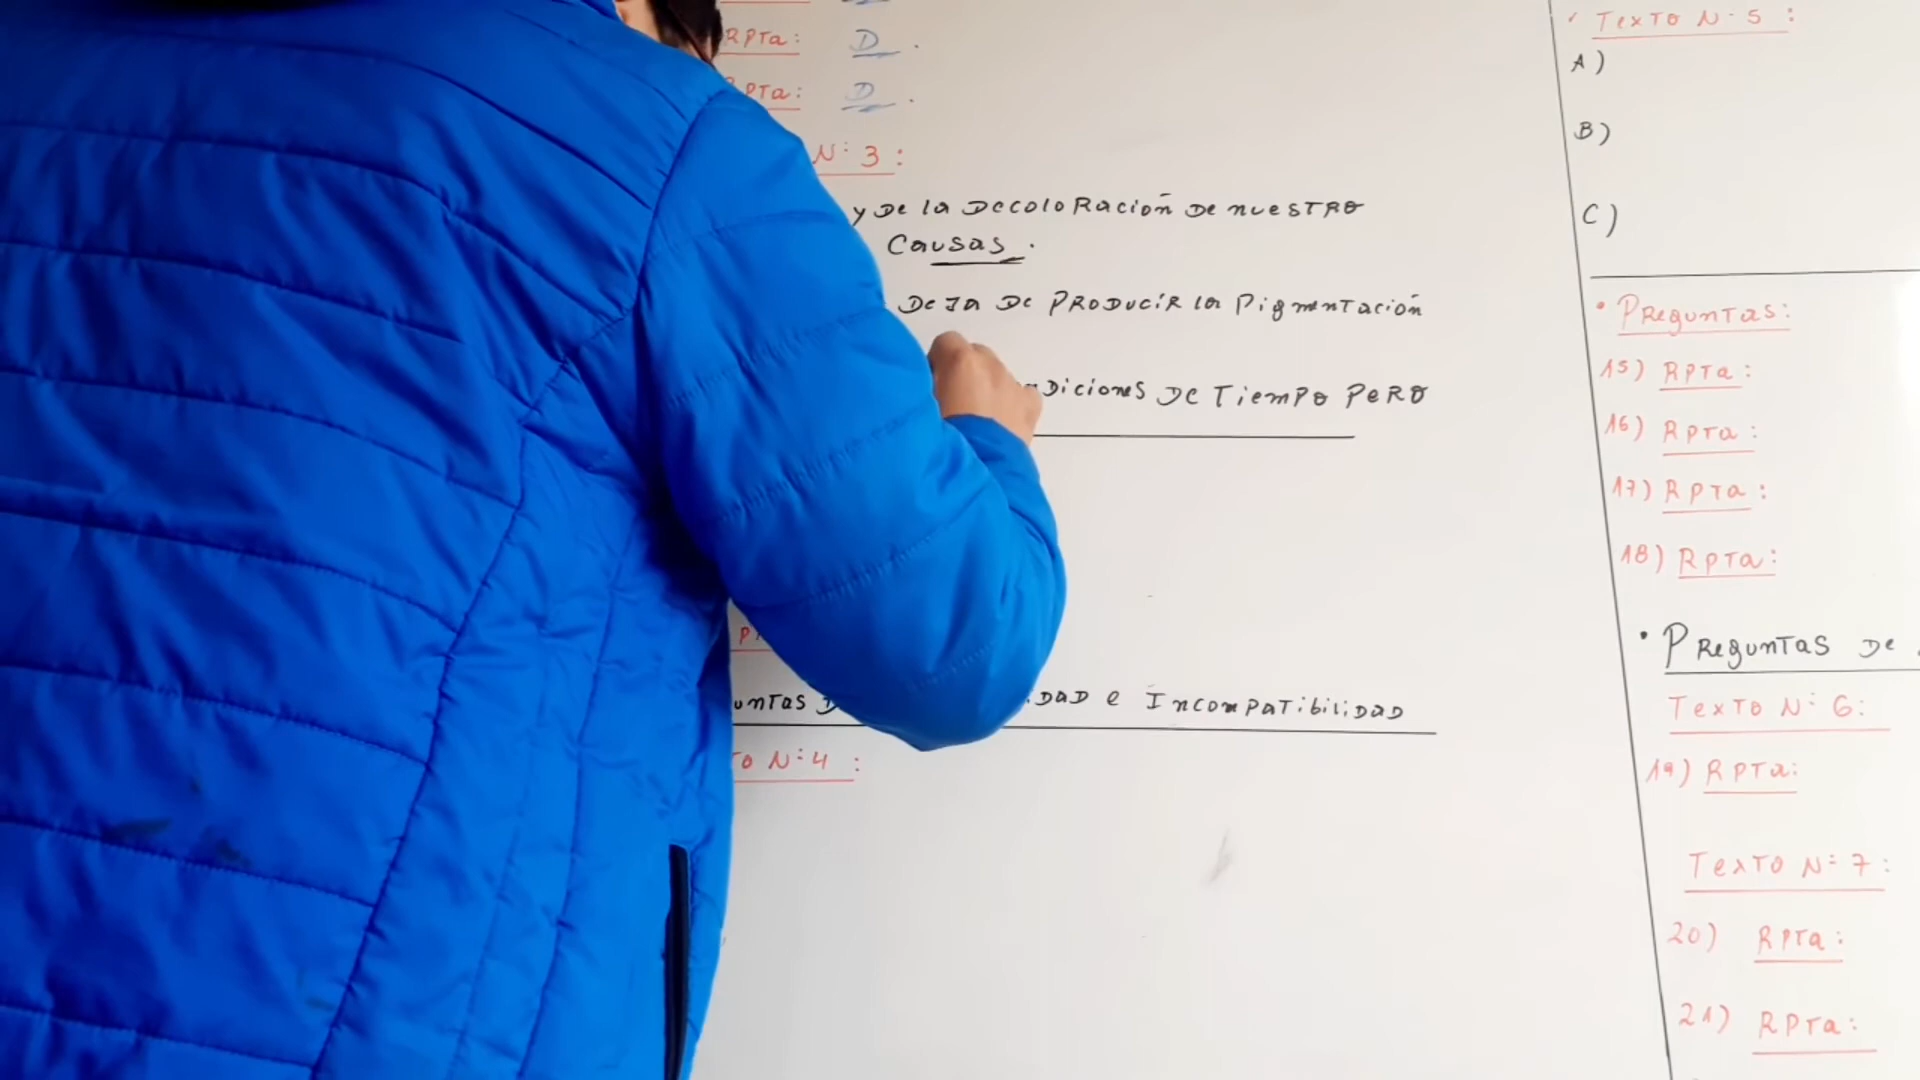 RPTa: D.
PTa: D.
N: 3:
y De la Decoloración De nuestro
Causas.
Deja De Producir la Pigmentación
Diciones De Tiempo Pero
untas D DaD e IncompaTibiliDaD
To N: 4:
Texto N: 5:
A)
B)
C)
• Preguntas:
15) RPTa:
16) RPTa:
17) RPTa:
18) RPTa:
• Preguntas De
Texto N: 6:
19) RPTa:
Texto N: 7:
20) RPTa:
21) RPTa: